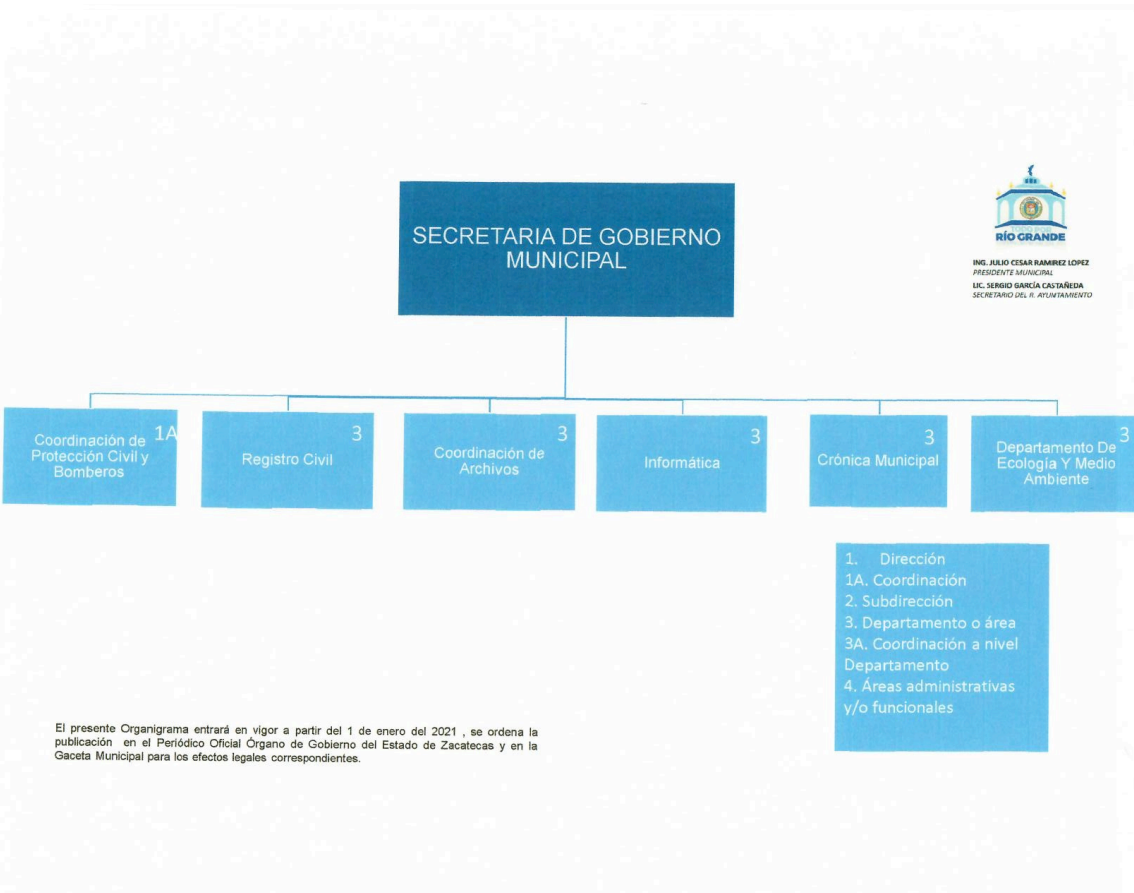 SECRETARIA DE GOBIERNO
MUNICIPAL
RÍO GRANDE
ING. JULIO CESAR RAMIREZ LOPEZ
PRESIDENTE MUNICIPAL
LIC. SERGIO GARCÍA CASTAÑEDA
SECRETARIO DEL R. AYUNTAMIENTO
Coordinación de 1A
Protección Civil y
Bomberos
3
Registro Civil
3
Coordinación de
Archivos
3
Informática
3
Crónica Municipal
3
Departamento De
Ecología Y Medio
Ambiente
1. Dirección
1A. Coordinación
2. Subdirección
3. Departamento o área
3A. Coordinación a nivel
Departamento
4. Áreas administrativas
y/o funcionales
El presente Organigrama entrará en vigor a partir del 1 de enero del 2021 , se ordena la
publicación en el Periódico Oficial Órgano de Gobierno del Estado de Zacatecas y en la
Gaceta Municipal para los efectos legales correspondientes.